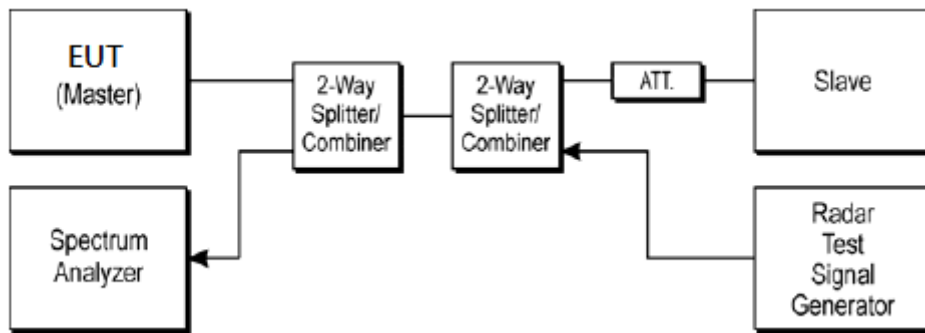 EUT
(Master)
2-Way
Splitter/
Combiner
2-Way
Splitter/
Combiner
ATT.
Slave
Spectrum
Analyzer
Radar
Test
Signal
Generator